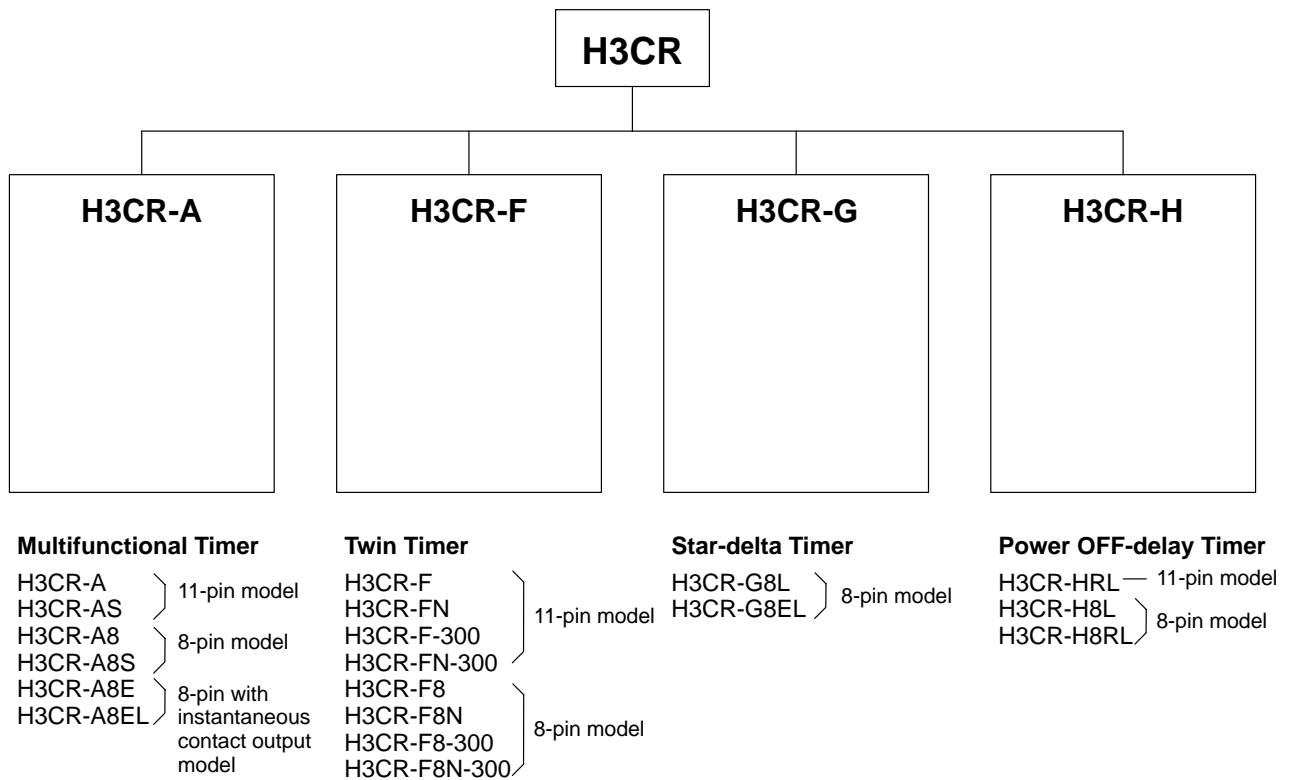 H3CR
H3CR-A
H3CR-F
H3CR-G
H3CR-H
Multifunctional Timer
H3CR-A
H3CR-AS
11-pin model
H3CR-A8
H3CR-A8S
8-pin model
H3CR-A8E
H3CR-A8EL
8-pin with
instantaneous
contact output
model
Twin Timer
H3CR-F
H3CR-FN
H3CR-F-300
H3CR-FN-300
11-pin model
H3CR-F8
H3CR-F8N
H3CR-F8-300
H3CR-F8N-300
8-pin model
Star-delta Timer
H3CR-G8L
H3CR-G8EL
8-pin model
Power OFF-delay Timer
H3CR-HRL
11-pin model
H3CR-H8L
H3CR-H8RL
8-pin model